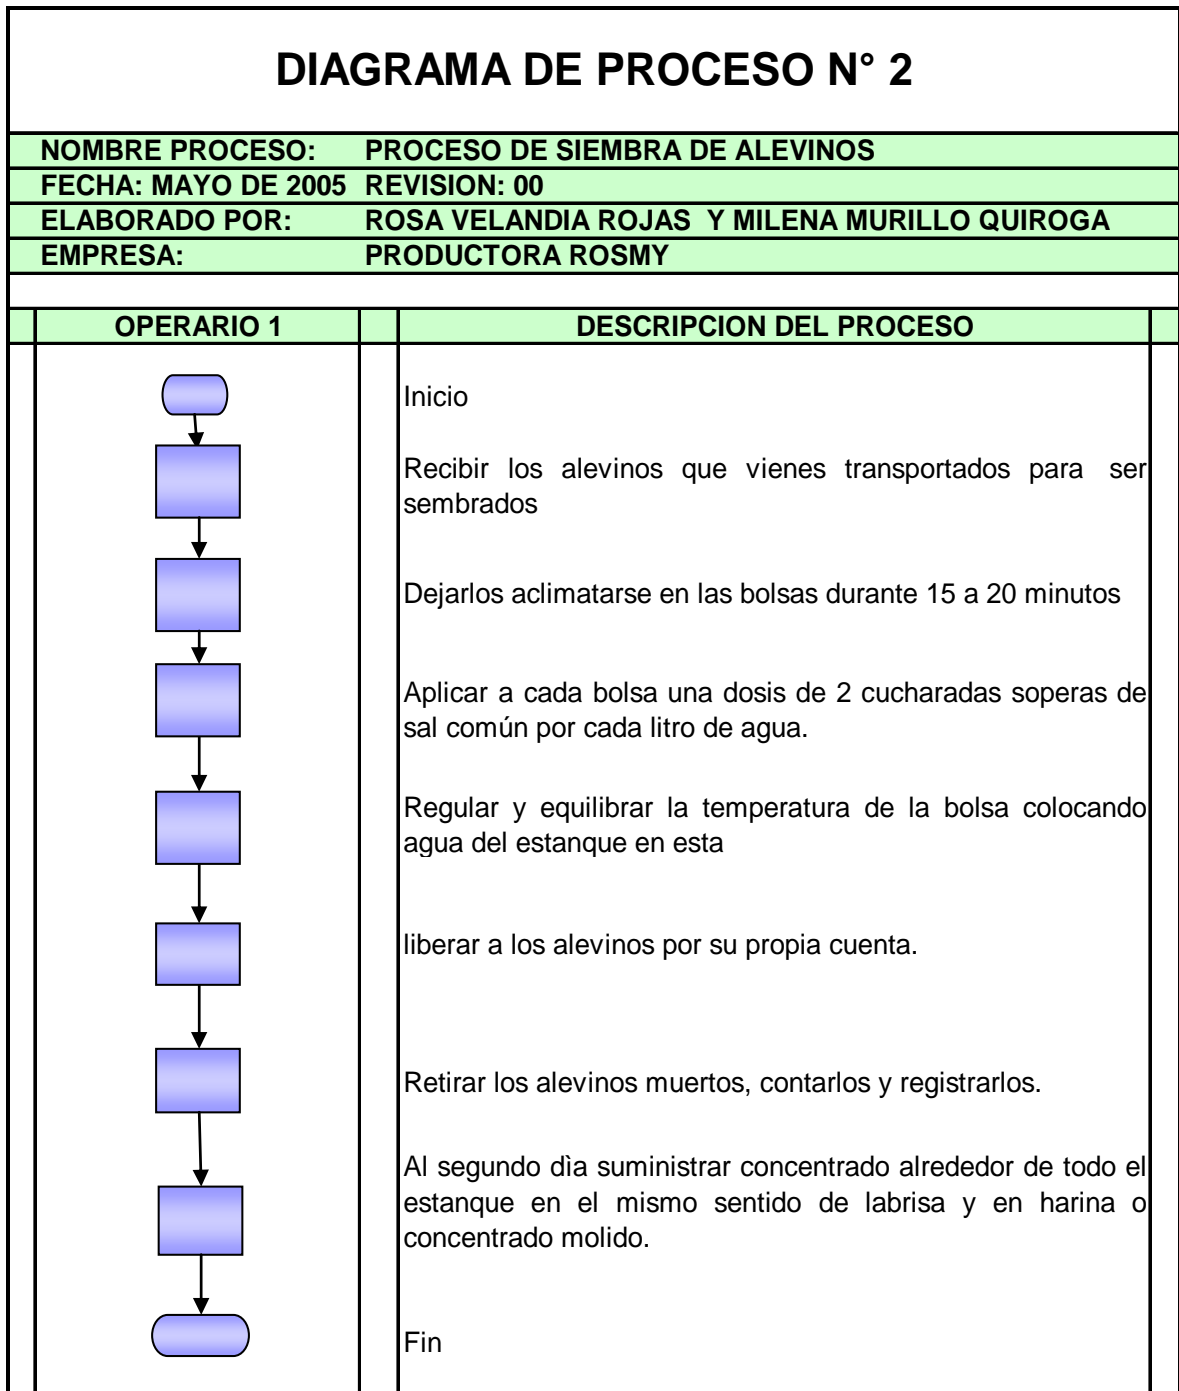 DIAGRAMA DE PROCESO N° 2
NOMBRE PROCESO: PROCESO DE SIEMBRA DE ALEVINOS
FECHA: MAYO DE 2005 REVISION: 00
ELABORADO POR: ROSA VELANDIA ROJAS Y MILENA MURILLO QUIROGA
EMPRESA: PRODUCTORA ROSMY
OPERARIO 1 DESCRIPCION DEL PROCESO
Inicio
Recibir los alevinos que vienes transportados para ser
sembrados
Dejarlos aclimatarse en las bolsas durante 15 a 20 minutos
Aplicar a cada bolsa una dosis de 2 cucharadas soperas de
sal común por cada litro de agua.
Regular y equilibrar la temperatura de la bolsa colocando
agua del estanque en esta
liberar a los alevinos por su propia cuenta.
Retirar los alevinos muertos, contarlos y registrarlos.
Al segundo dìa suministrar concentrado alrededor de todo el
estanque en el mismo sentido de labrisa y en harina o
concentrado molido.
Fin